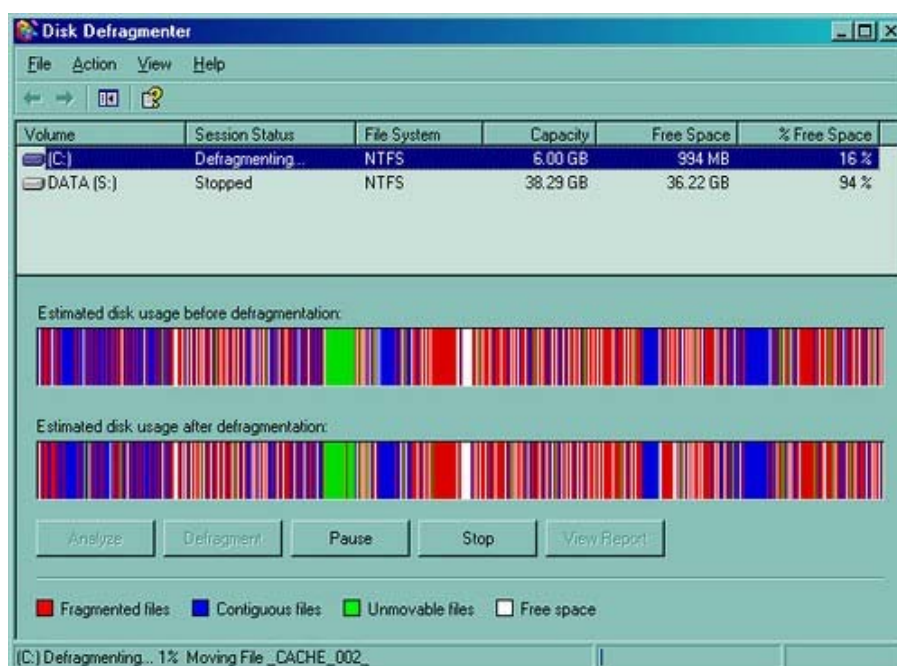 Disk Defragmenter
File Action View Help
Volume Session Status File System Capacity Free Space % Free Space
(C:) Defragmenting... NTFS 6.00 GB 994 MB 16 %
DATA (S:) Stopped NTFS 38.29 GB 36.22 GB 94 %
Estimated disk usage before defragmentation:
Estimated disk usage after defragmentation:
Analyze Defragment Pause Stop View Report
Fragmented files Contiguous files Unmovable files Free space
(C:) Defragmenting... 1% Moving File _CACHE_002_